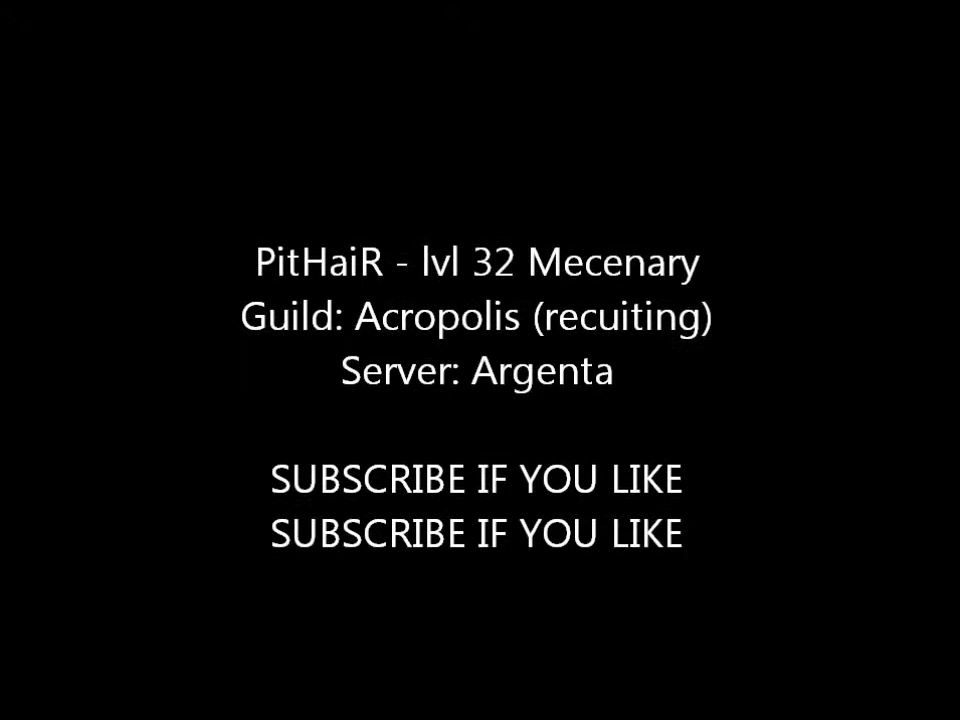 PitHaiR - lvl 32 Mecenary
Guild: Acropolis (recuiting)
Server: Argenta
SUBSCRIBE IF YOU LIKE
SUBSCRIBE IF YOU LIKE